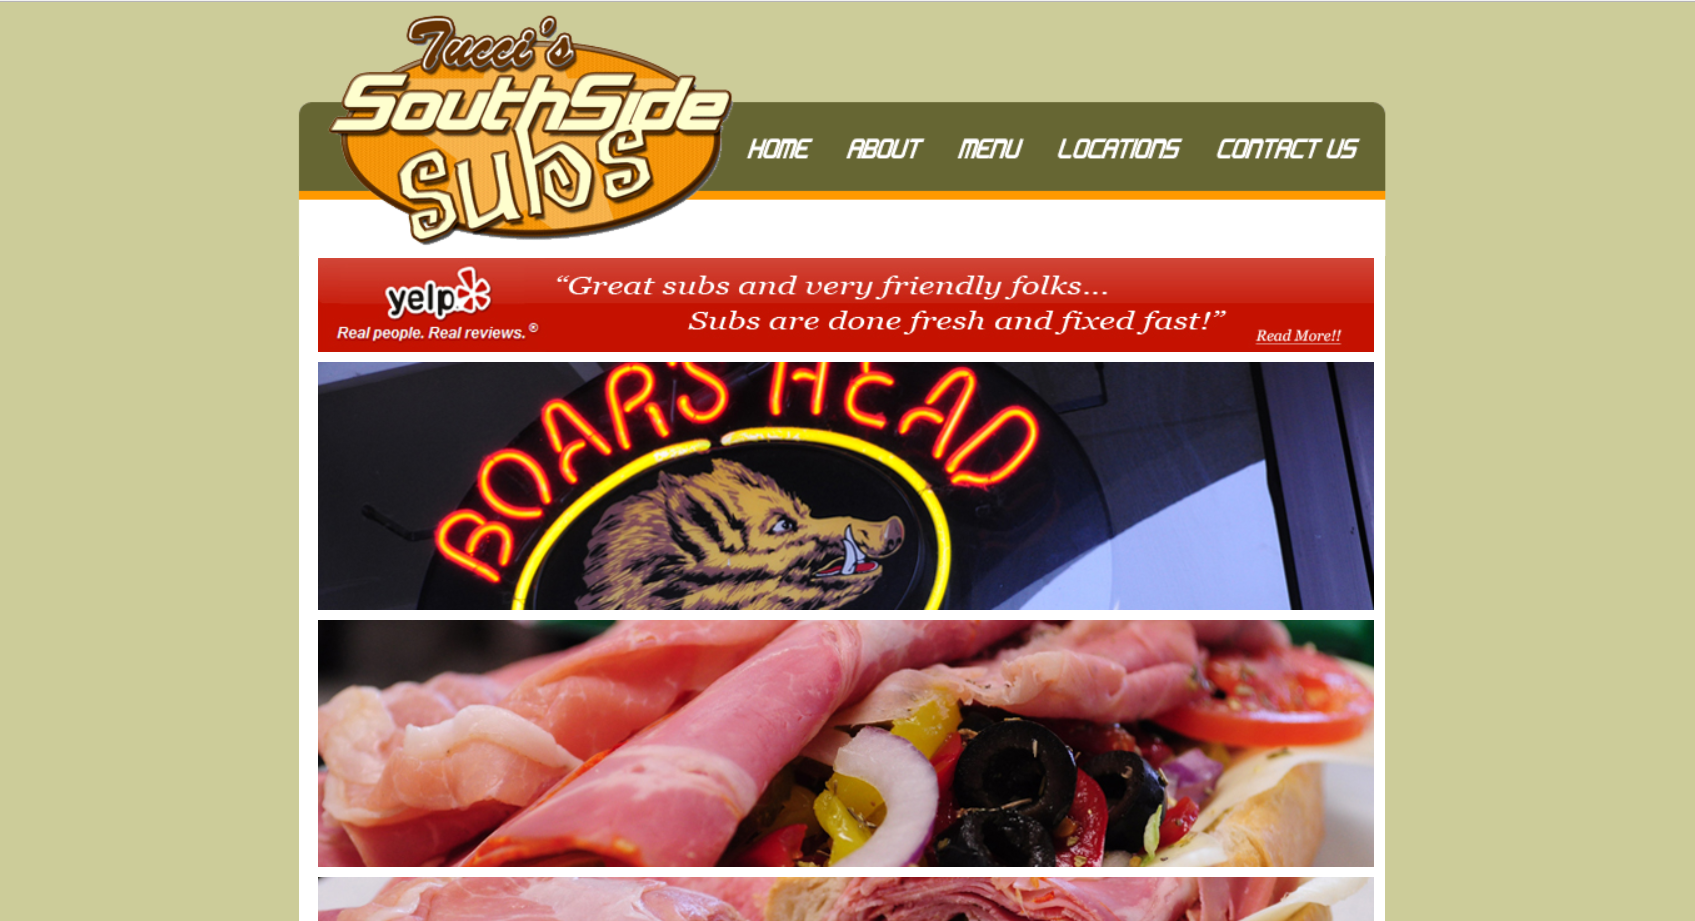 Tucci's
SouthSide
subs
HOME ABOUT MENU LOCATIONS CONTACT US
yelp
Real people. Real reviews.®
“Great subs and very friendly folks...
Subs are done fresh and fixed fast!”
Read More!!
BOAR'S HEAD